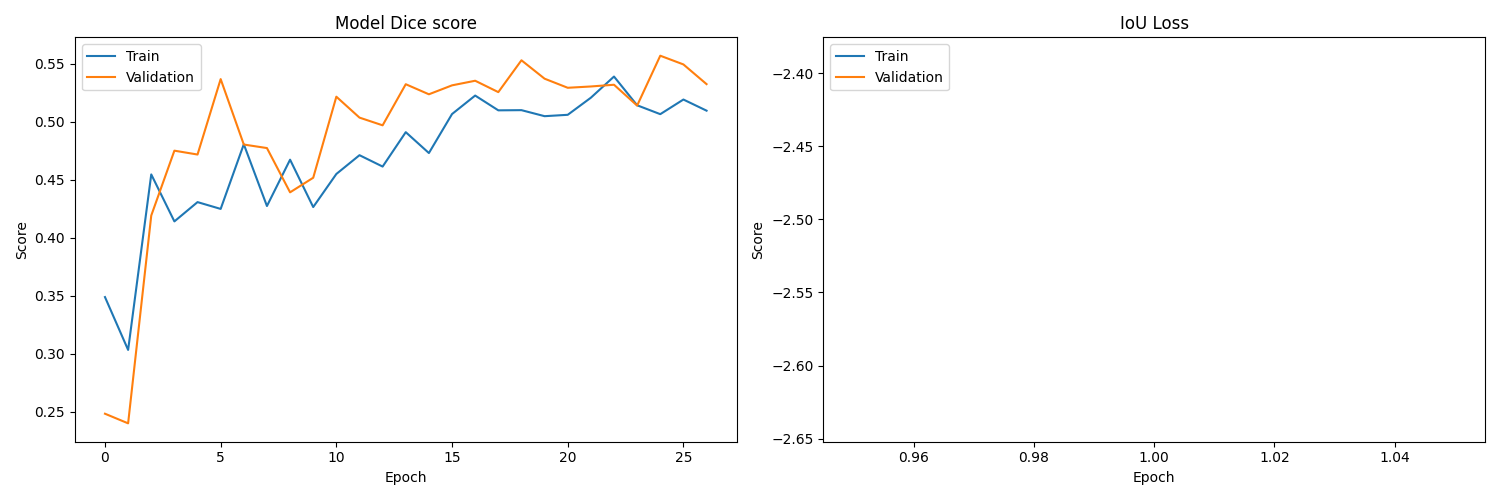 Model Dice score
Train
Validation
0.55
0.50
0.45
0.40
0.35
0.30
0.25
Score
0 5 10 15 20 25
Epoch
IoU Loss
Train
Validation
−2.40
−2.45
−2.50
−2.55
−2.60
−2.65
Score
0.96 0.98 1.00 1.02 1.04
Epoch